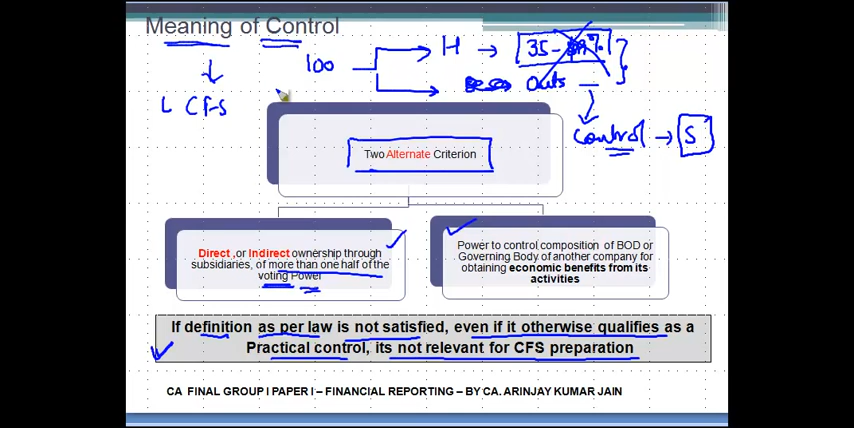 Meaning of Control
100
H → 35-
Outs
CFS
Control → S
Two Alternate Criterion
Direct ,or Indirect ownership through
subsidiaries, of more than one half of the
voting Power
Power to control composition of BOD or
Governing Body of another company for
obtaining economic benefits from its
activities
If definition as per law is not satisfied, even if it otherwise qualifies as a
Practical control, its not relevant for CFS preparation
CA FINAL GROUP I PAPER I – FINANCIAL REPORTING – BY CA. ARINJAY KUMAR JAIN